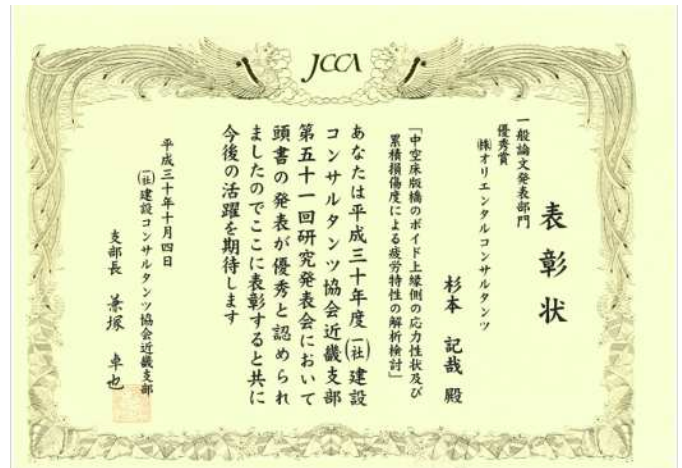 JCCA
表彰状
一般論文発表部門
優秀賞
㈱オリエンタルコンサルタンツ
杉本 記哉 殿
「中空床版橋のボイド上縁側の応力性状及び
累積損傷度による疲労特性の解析検討」
あなたは平成三十年度(一社)建設
コンサルタンツ協会近畿支部
第五十一回研究発表会において
頭書の発表が優秀と認められ
ましたのでここに表彰すると共に
今後の活躍を期待します
平成三十年十月四日
(一社)建設コンサルタンツ協会近畿支部
支部長 兼塚 卓也